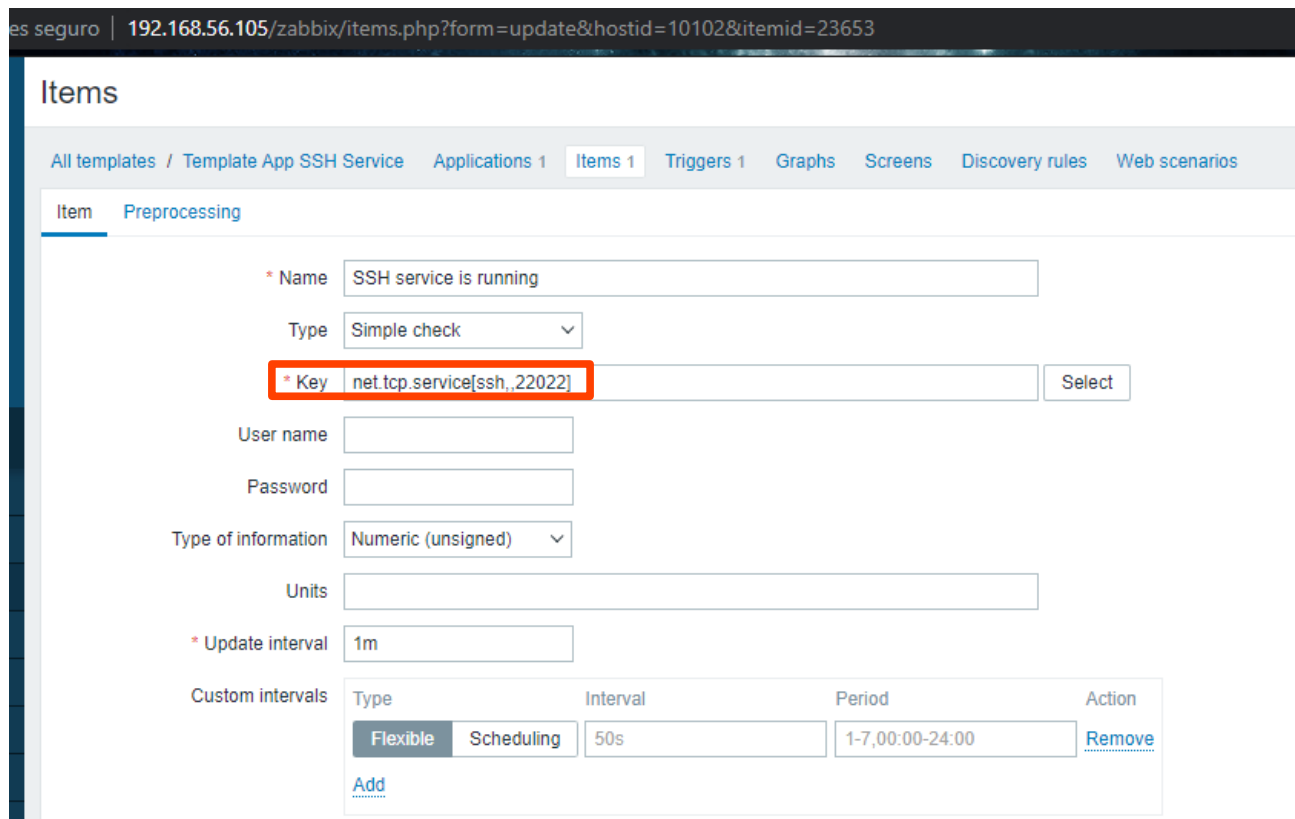 es seguro | 192.168.56.105/zabbix/items.php?form=update&hostid=10102&itemid=23653
Items
All templates / Template App SSH Service Applications 1 Items 1 Triggers 1 Graphs Screens Discovery rules Web scenarios
Item Preprocessing
* Name SSH service is running
Type Simple check
* Key net.tcp.service[ssh,,22022] Select
User name
Password
Type of information Numeric (unsigned)
Units
* Update interval 1m
Custom intervals Type Interval Period Action
Flexible Scheduling 50s 1-7,00:00-24:00 Remove
Add